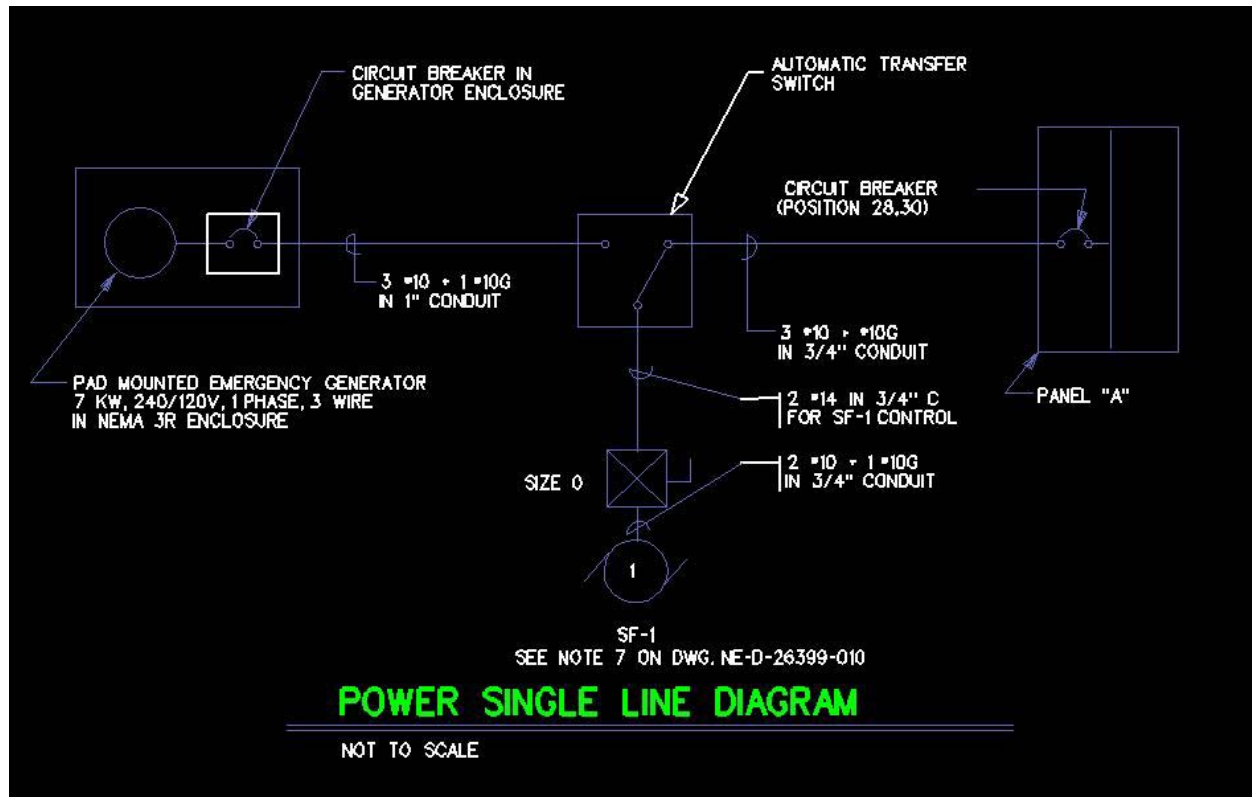 CIRCUIT BREAKER IN
GENERATOR ENCLOSURE
AUTOMATIC TRANSFER
SWITCH
CIRCUIT BREAKER
(POSITION 28,30)
3 #10 + 1 #10G
IN 1" CONDUIT
3 #10 + #10G
IN 3/4" CONDUIT
PAD MOUNTED EMERGENCY GENERATOR
7 KW, 240/120V, 1 PHASE, 3 WIRE
IN NEMA 3R ENCLOSURE
2 #14 IN 3/4" C
FOR SF-1 CONTROL
PANEL "A"
SIZE 0
2 #10 + 1 #10G
IN 3/4" CONDUIT
1
SF-1
SEE NOTE 7 ON DWG. NE-D-26399-010
POWER SINGLE LINE DIAGRAM
NOT TO SCALE